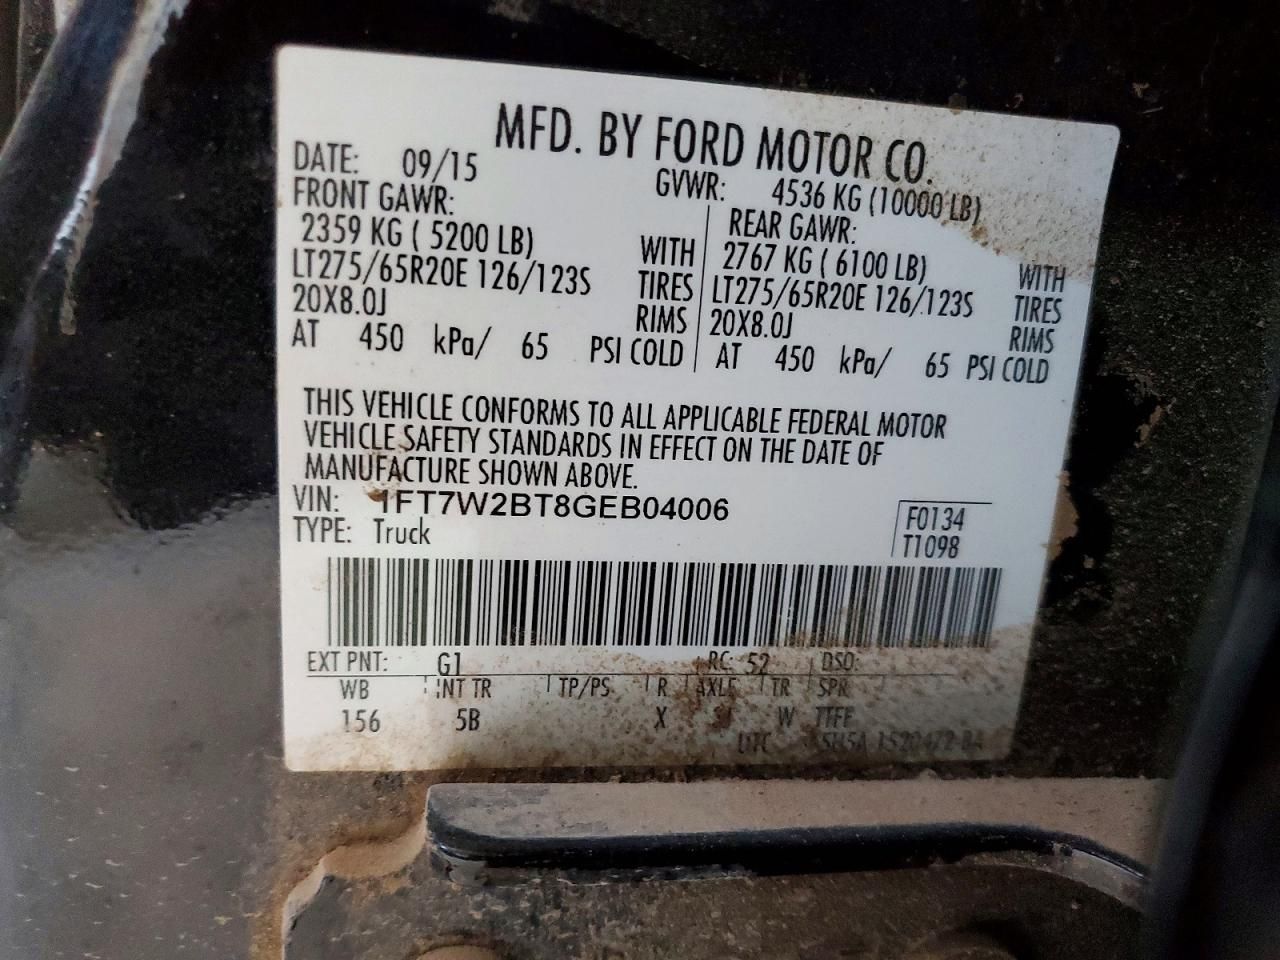 MFD. BY FORD MOTOR CO.
DATE: 09/15 GVWR: 4536 KG (10000 LB)
FRONT GAWR: REAR GAWR:
2359 KG ( 5200 LB) WITH 2767 KG ( 6100 LB) WITH
LT275/65R20E 126/123S TIRES LT275/65R20E 126/123S TIRES
20X8.0J RIMS 20X8.0J RIMS
AT 450 kPa/ 65 PSI COLD AT 450 kPa/ 65 PSI COLD
THIS VEHICLE CONFORMS TO ALL APPLICABLE FEDERAL MOTOR
VEHICLE SAFETY STANDARDS IN EFFECT ON THE DATE OF
MANUFACTURE SHOWN ABOVE.
VIN: 1FT7W2BT8GEB04006
F0134
TYPE: Truck
T1098
EXT PNT: G1 RC: 52 DSO:
WB INT TR TP/PS R AXLE TR SPR
156 5B X W TTFF
UTC